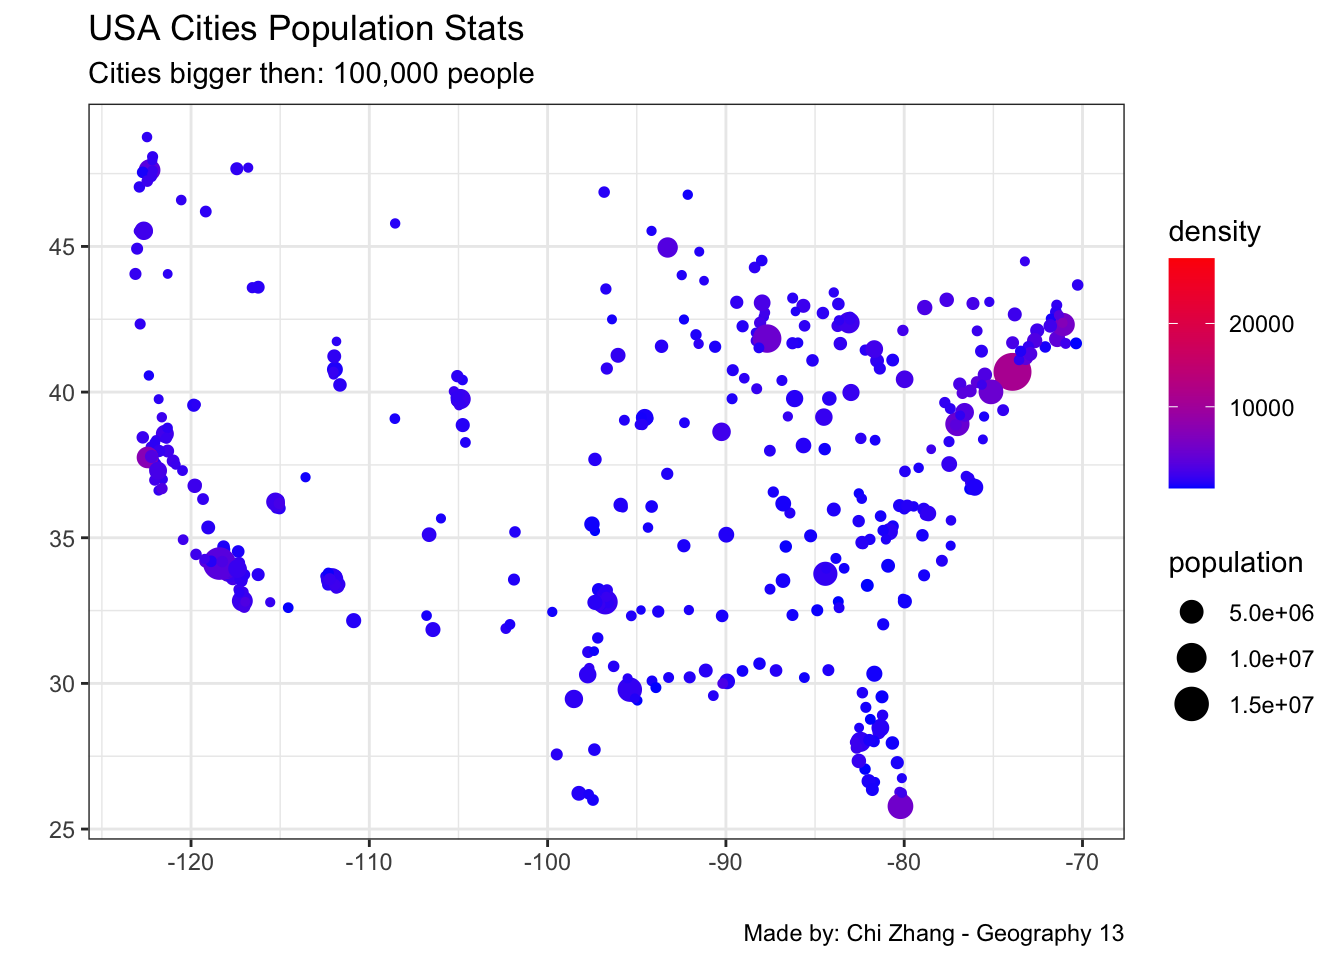 USA Cities Population Stats
Cities bigger then: 100,000 people
45
40
35
30
25
-120 -110 -100 -90 -80 -70
density
20000
10000
population
5.0e+06
1.0e+07
1.5e+07
Made by: Chi Zhang - Geography 13